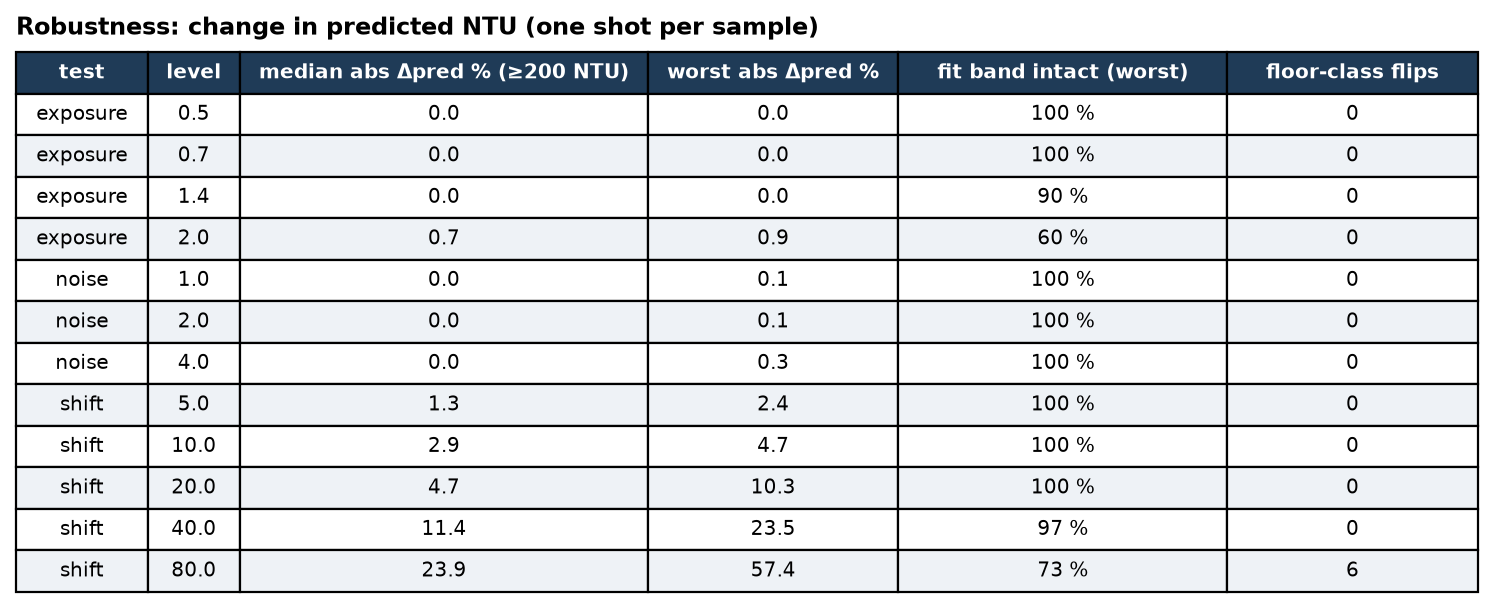 Robustness: change in predicted NTU (one shot per sample)
test level median abs Δpred % (≥200 NTU) worst abs Δpred % fit band intact (worst) floor-class flips
exposure 0.5 0.0 0.0 100 % 0
exposure 0.7 0.0 0.0 100 % 0
exposure 1.4 0.0 0.0 90 % 0
exposure 2.0 0.7 0.9 60 % 0
noise 1.0 0.0 0.1 100 % 0
noise 2.0 0.0 0.1 100 % 0
noise 4.0 0.0 0.3 100 % 0
shift 5.0 1.3 2.4 100 % 0
shift 10.0 2.9 4.7 100 % 0
shift 20.0 4.7 10.3 100 % 0
shift 40.0 11.4 23.5 97 % 0
shift 80.0 23.9 57.4 73 % 6